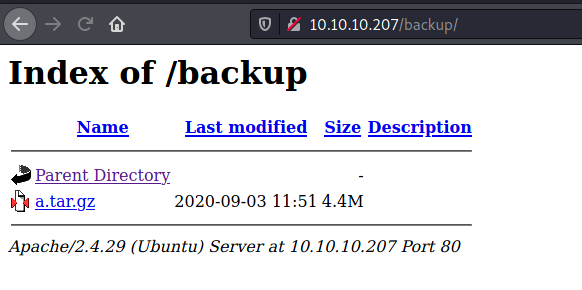 10.10.10.207/backup/
Index of /backup
Name Last modified Size Description
Parent Directory -
a.tar.gz 2020-09-03 11:51 4.4M
Apache/2.4.29 (Ubuntu) Server at 10.10.10.207 Port 80